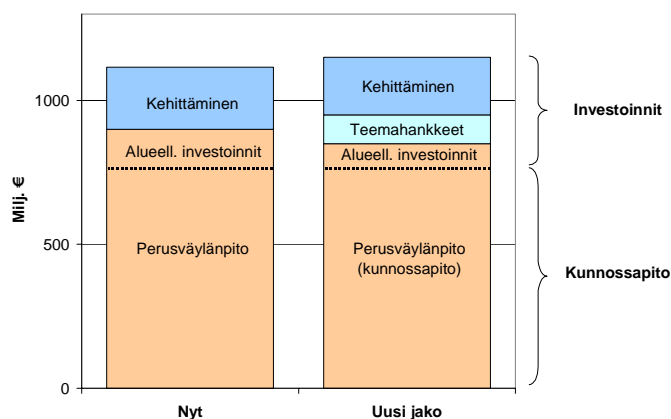 Milj. €
1000
500
0
Kehittäminen
Alueell. investoinnit
Perusväylänpito
Nyt
Kehittäminen
Teemahankkeet
Alueell. investoinnit
Perusväylänpito
(kunnossapito)
Uusi jako
Investoinnit
Kunnossapito